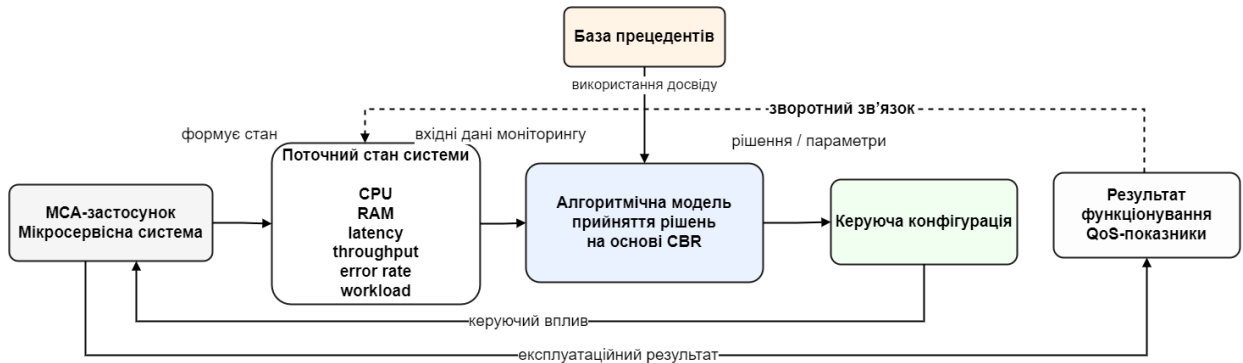 База прецедентів
використання досвіду
зворотний зв’язок
формує стан
вхідні дані моніторингу
рішення / параметри
Поточний стан системи
CPU
RAM
latency
throughput
error rate
workload
МСА-застосунок
Мікросервісна система
Алгоритмічна модель
прийняття рішень
на основі CBR
Керуюча конфігурація
Результат
функціонування
QoS-показники
керуючий вплив
експлуатаційний результат